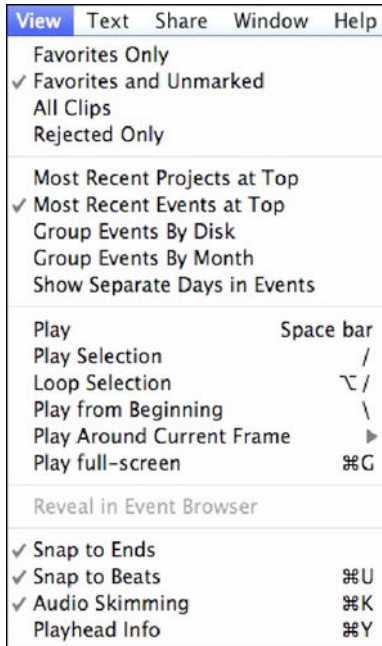 View Text Share Window Help
Favorites Only
✓ Favorites and Unmarked
All Clips
Rejected Only
Most Recent Projects at Top
✓ Most Recent Events at Top
Group Events By Disk
Group Events By Month
Show Separate Days in Events
Play Space bar
Play Selection /
Loop Selection ⌥/
Play from Beginning \
Play Around Current Frame ▶
Play full-screen ⌘G
Reveal in Event Browser
✓ Snap to Ends
✓ Snap to Beats ⌘U
✓ Audio Skimming ⌘K
Playhead Info ⌘Y